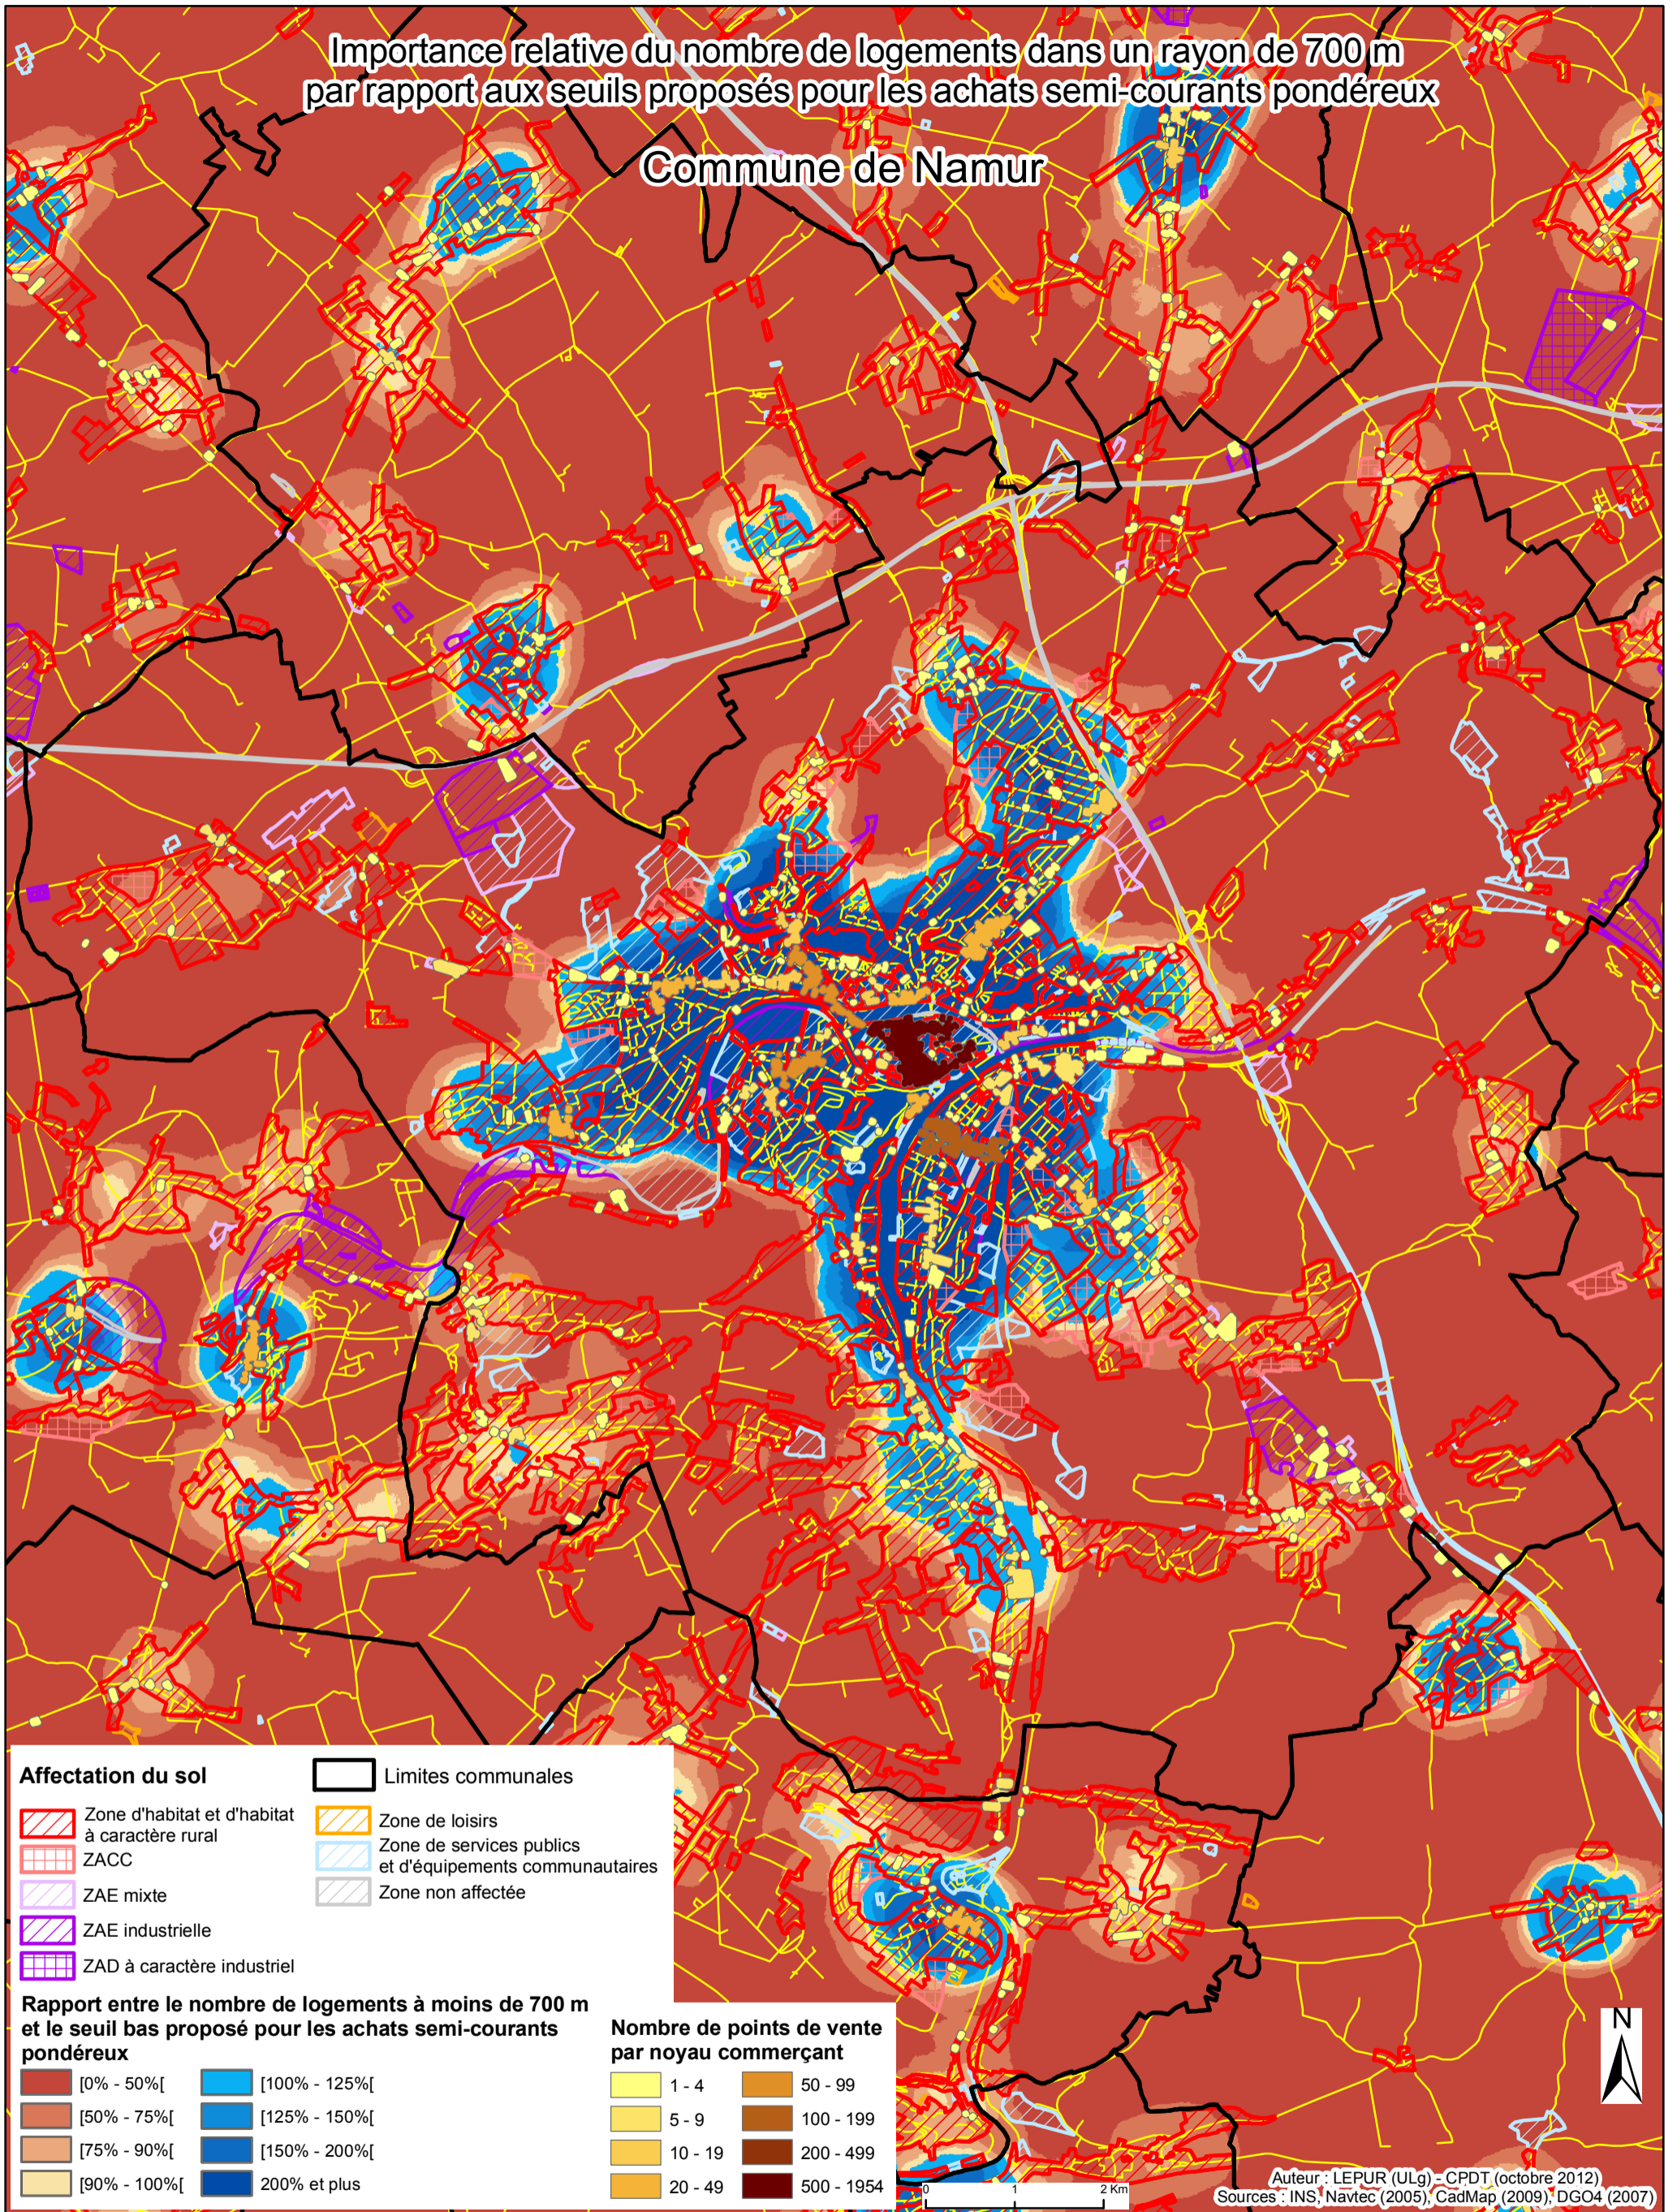 Importance relative du nombre de logements dans un rayon de 700 m
par rapport aux seuils proposés pour les achats semi-courants pondéreux
Commune de Namur
Affectation du sol
Zone d'habitat et d'habitat
à caractère rural
ZACC
ZAE mixte
ZAE industrielle
ZAD à caractère industriel
Limites communales
Zone de loisirs
Zone de services publics
et d'équipements communautaires
Zone non affectée
Rapport entre le nombre de logements à moins de 700 m
et le seuil bas proposé pour les achats semi-courants
pondéreux
[0% - 50%[
[50% - 75%[
[75% - 90%[
[90% - 100%[
[100% - 125%[
[125% - 150%[
[150% - 200%[
200% et plus
Nombre de points de vente
par noyau commerçant
1 - 4
5 - 9
10 - 19
20 - 49
50 - 99
100 - 199
200 - 499
500 - 1954
0 1 2 Km
N
Auteur : LEPUR (ULg) - CPDT (octobre 2012)
Sources : INS, Navtec (2005), CadMap (2009), DGO4 (2007)